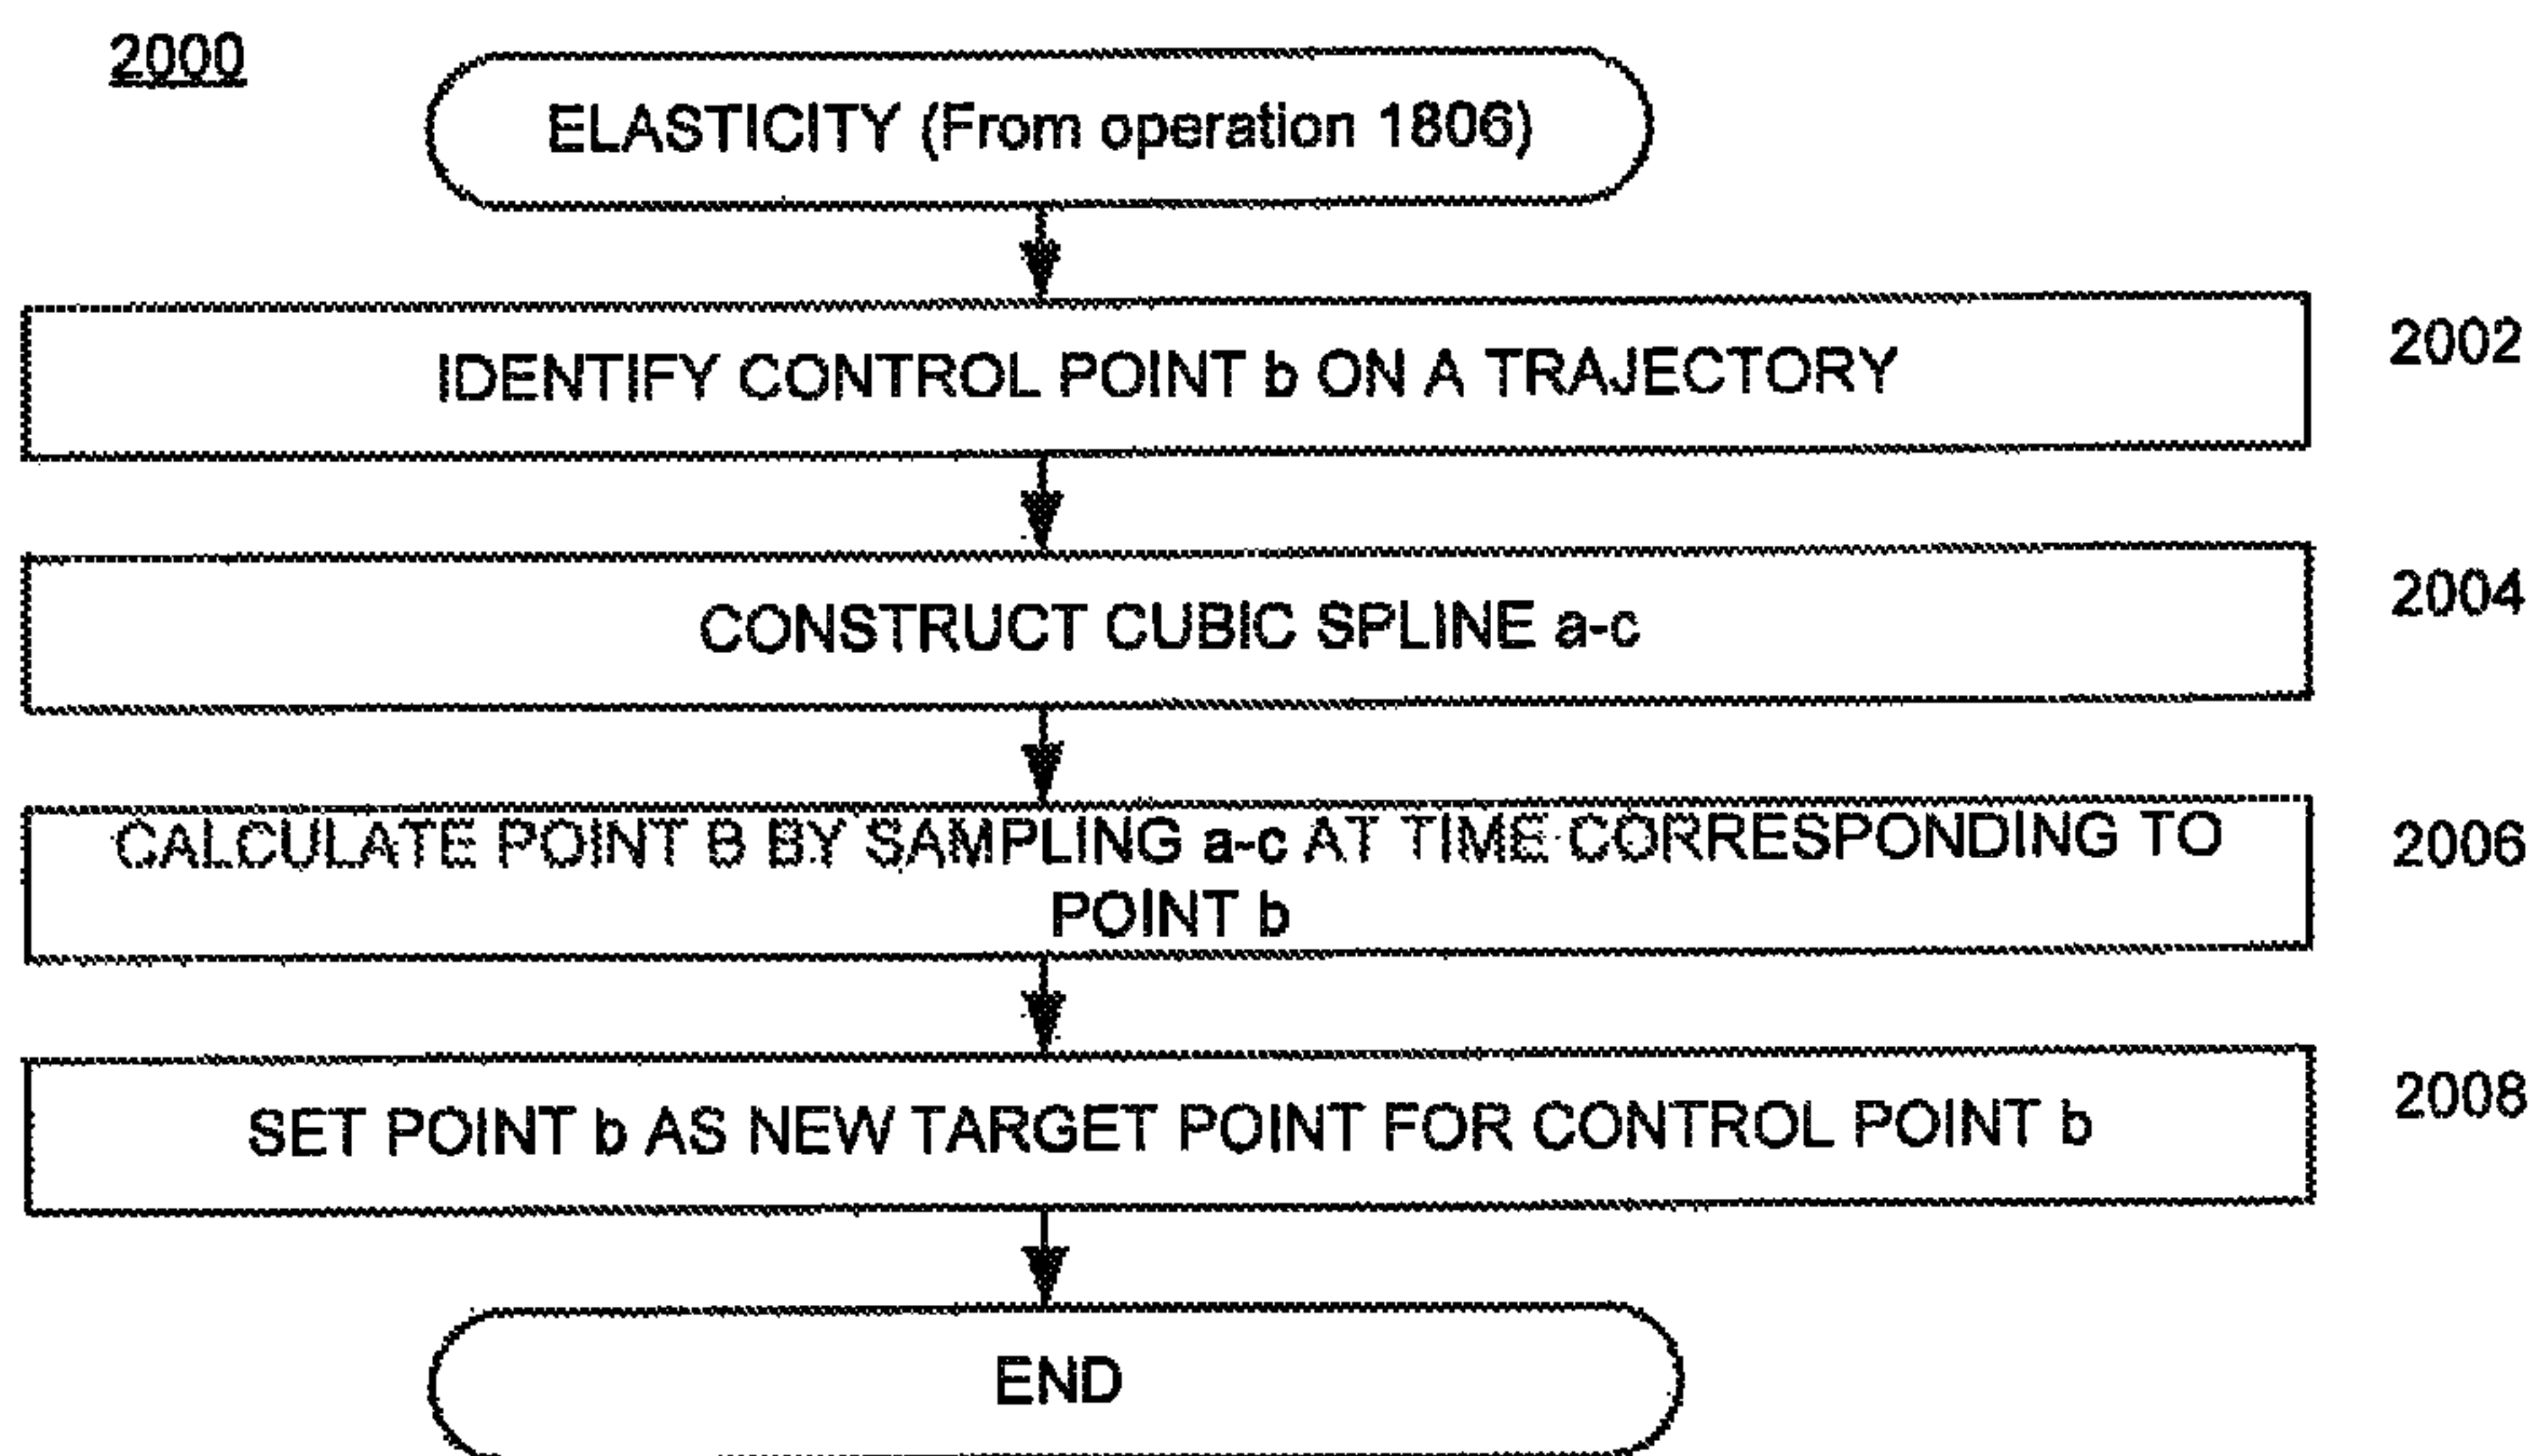 2000
ELASTICITY (From operation 1806)
IDENTIFY CONTROL POINT b ON A TRAJECTORY
2002
CONSTRUCT CUBIC SPLINE a-c
2004
CALCULATE POINT B BY SAMPLING a-c AT TIME CORRESPONDING TO
POINT b
2006
SET POINT b AS NEW TARGET POINT FOR CONTROL POINT b
2008
END